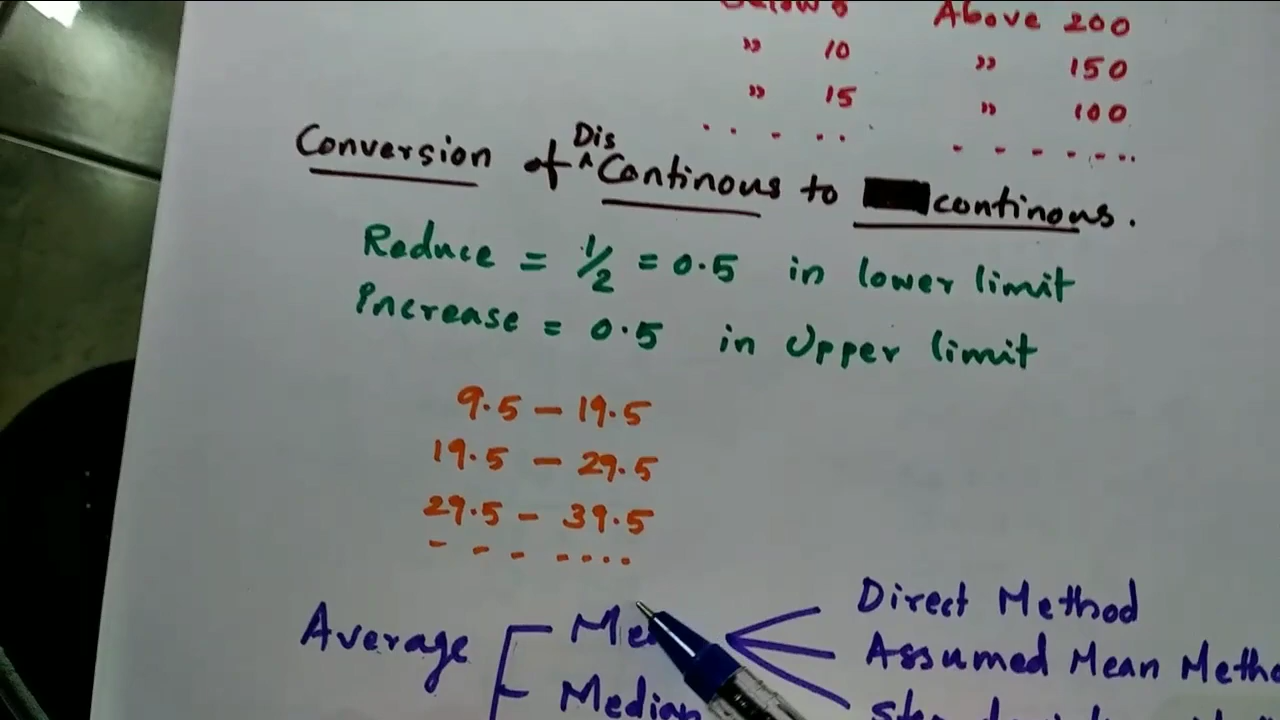 Below 5 Above 200
" 10 " 150
" 15 " 100
Dis
Conversion of ^ Continous to continous.
Reduce = 1/2 = 0.5 in lower limit
Increase = 0.5 in Upper limit
9.5 - 19.5
19.5 - 29.5
29.5 - 39.5
Direct Method
Average
Assumed Mean
Median